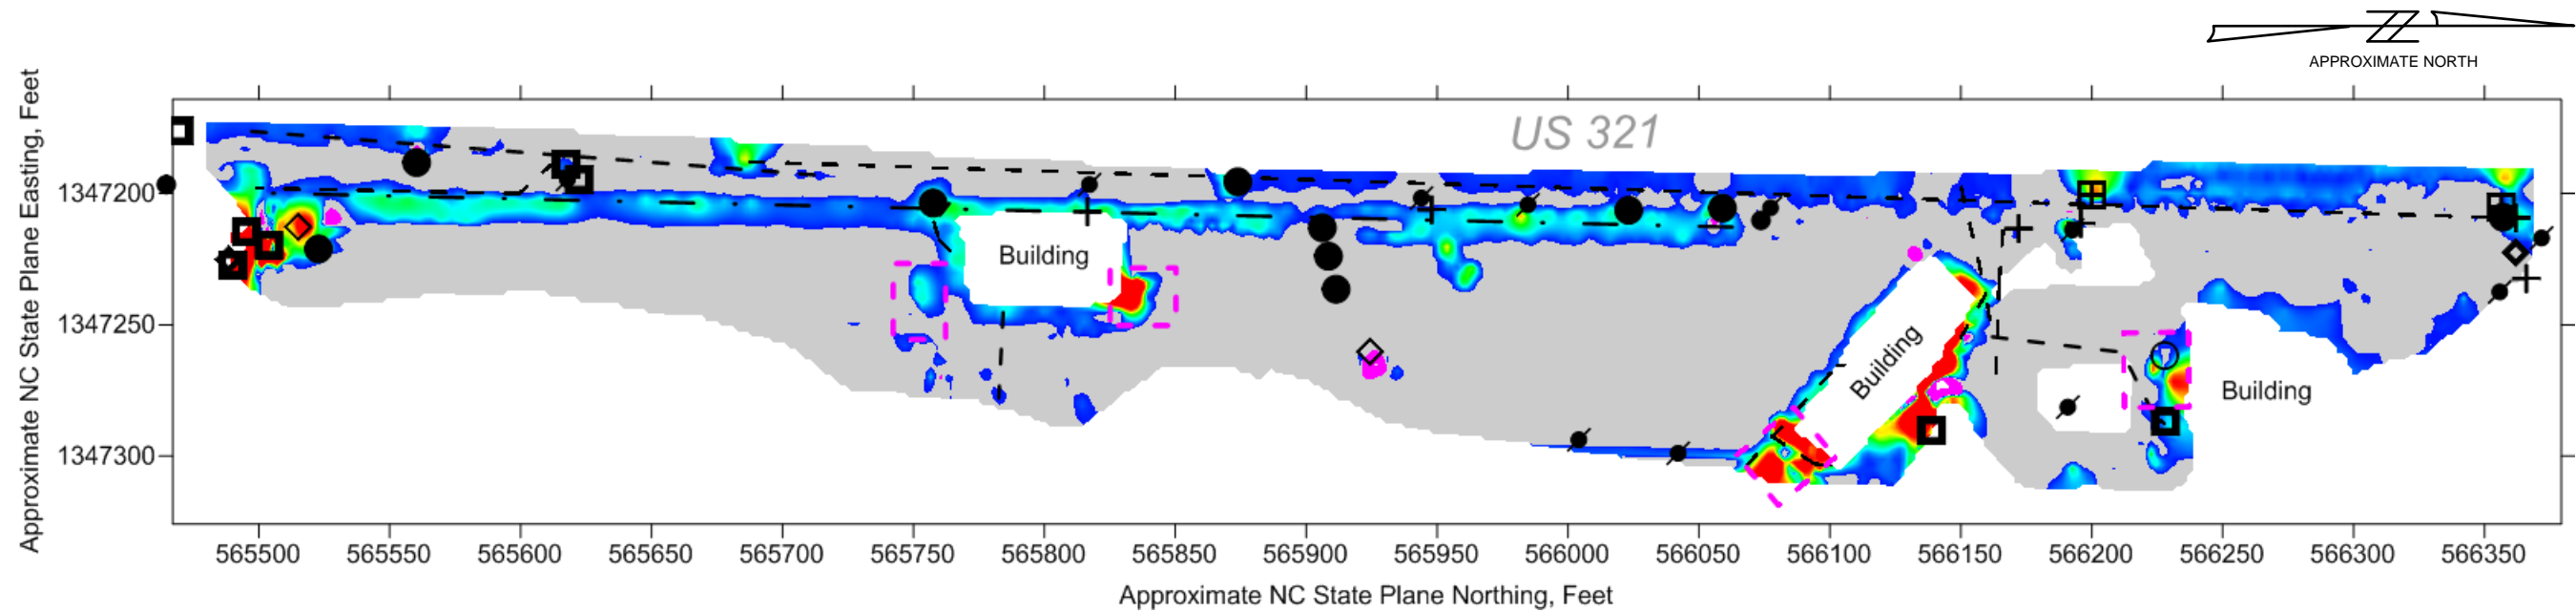 APPROXIMATE NORTH
US 321
Approximate NC State Plane Easting, Feet
1347200
1347250
1347300
Building
Building
Building
565500 565550 565600 565650 565700 565750 565800 565850 565900 565950 566000 566050 566100 566150 566200 566250 566300 566350
Approximate NC State Plane Northing, Feet